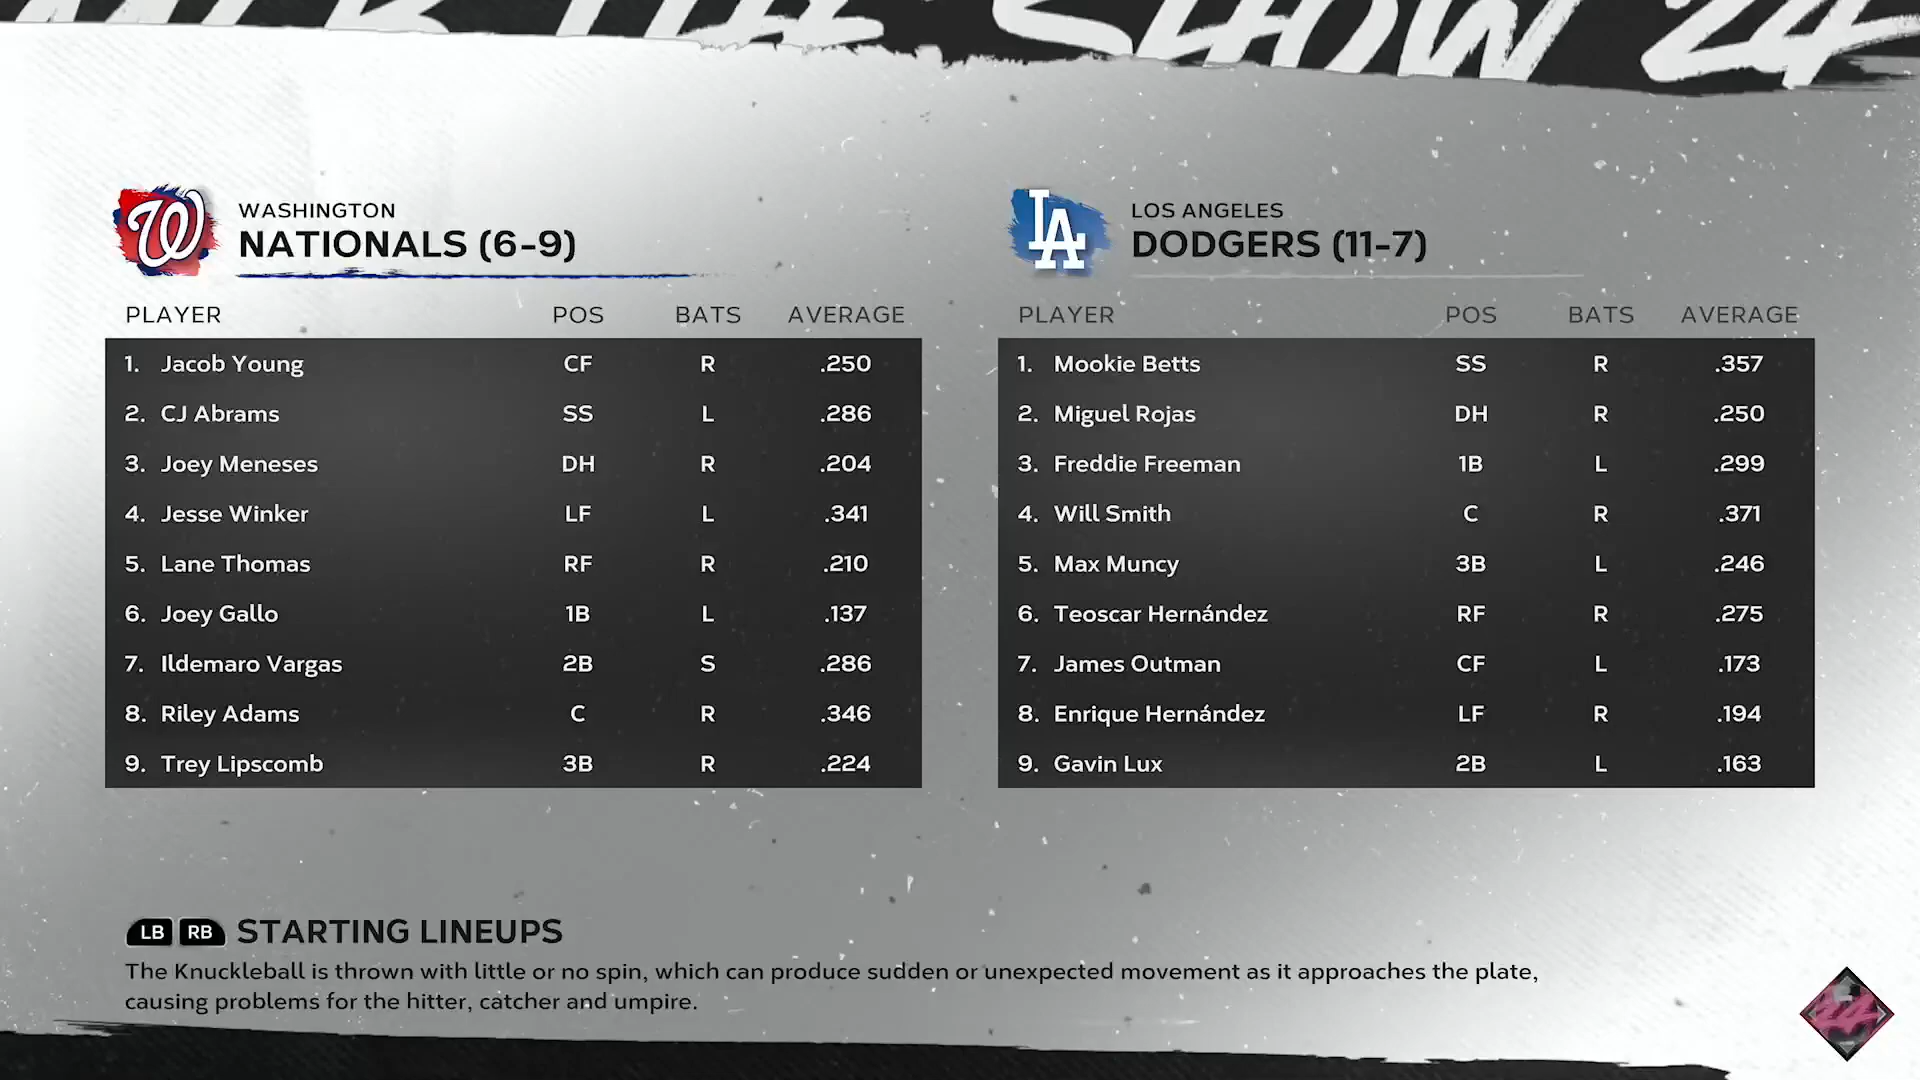 MLB THE SHOW 24
W
WASHINGTON
NATIONALS (6-9)
PLAYER POS BATS AVERAGE
1. Jacob Young CF R .250
2. CJ Abrams SS L .286
3. Joey Meneses DH R .204
4. Jesse Winker LF L .341
5. Lane Thomas RF R .210
6. Joey Gallo 1B L .137
7. Ildemaro Vargas 2B S .286
8. Riley Adams C R .346
9. Trey Lipscomb 3B R .224
LA
LOS ANGELES
DODGERS (11-7)
PLAYER POS BATS AVERAGE
1. Mookie Betts SS R .357
2. Miguel Rojas DH R .250
3. Freddie Freeman 1B L .299
4. Will Smith C R .371
5. Max Muncy 3B L .246
6. Teoscar Hernández RF R .275
7. James Outman CF L .173
8. Enrique Hernández LF R .194
9. Gavin Lux 2B L .163
LB RB STARTING LINEUPS
The Knuckleball is thrown with little or no spin, which can produce sudden or unexpected movement as it approaches the plate,
causing problems for the hitter, catcher and umpire.
24